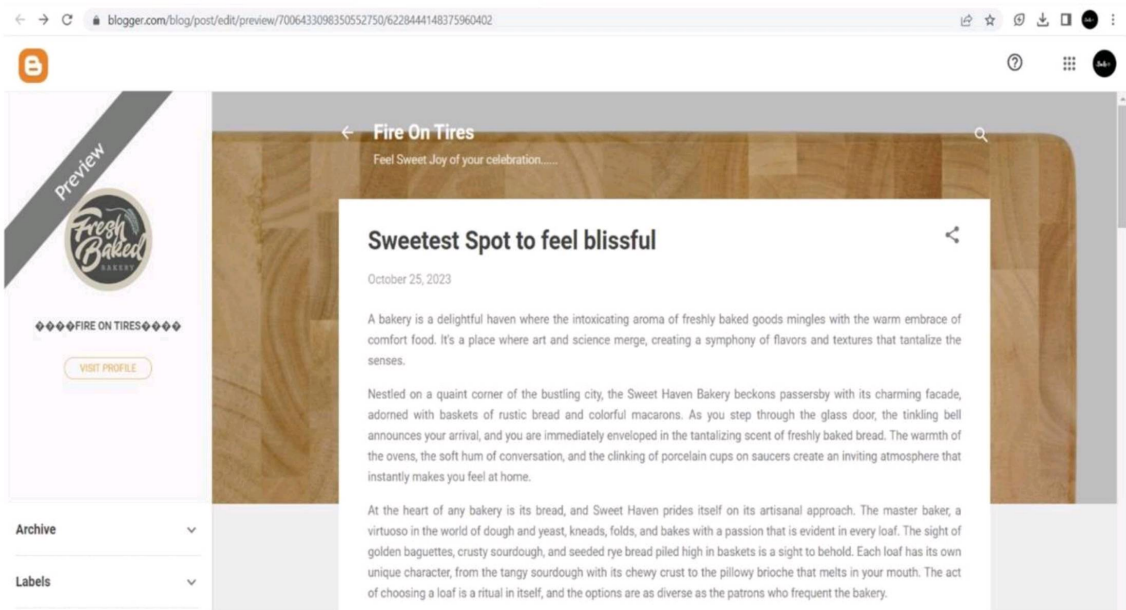 blogger.com/blog/post/edit/preview/7006433098350552750/6228444148375960402
Preview
Fresh
Baked
BAKERY
����FIRE ON TIRES����
VISIT PROFILE
Archive
Labels
Fire On Tires
Feel Sweet Joy of your celebration......
Sweetest Spot to feel blissful
October 25, 2023
A bakery is a delightful haven where the intoxicating aroma of freshly baked goods mingles with the warm embrace of
comfort food. It's a place where art and science merge, creating a symphony of flavors and textures that tantalize the
senses.
Nestled on a quaint corner of the bustling city, the Sweet Haven Bakery beckons passersby with its charming facade,
adorned with baskets of rustic bread and colorful macarons. As you step through the glass door, the tinkling bell
announces your arrival, and you are immediately enveloped in the tantalizing scent of freshly baked bread. The warmth of
the ovens, the soft hum of conversation, and the clinking of porcelain cups on saucers create an inviting atmosphere that
instantly makes you feel at home.
At the heart of any bakery is its bread, and Sweet Haven prides itself on its artisanal approach. The master baker, a
virtuoso in the world of dough and yeast, kneads, folds, and bakes with a passion that is evident in every loaf. The sight of
golden baguettes, crusty sourdough, and seeded rye bread piled high in baskets is a sight to behold. Each loaf has its own
unique character, from the tangy sourdough with its chewy crust to the pillowy brioche that melts in your mouth. The act
of choosing a loaf is a ritual in itself, and the options are as diverse as the patrons who frequent the bakery.